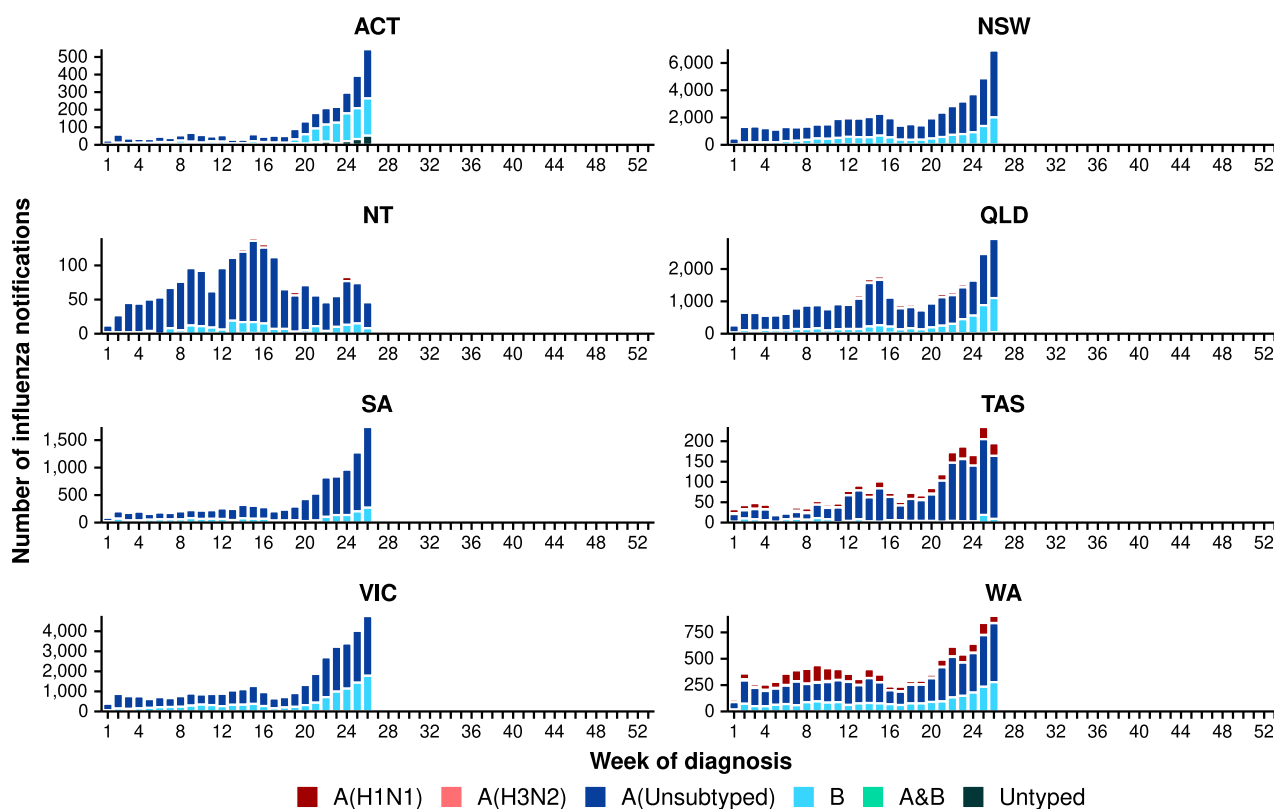 ACT
NSW
500
400
300
200
100
0
6,000
4,000
2,000
0
1 4 8 12 16 20 24 28 32 36 40 44 48 52
1 4 8 12 16 20 24 28 32 36 40 44 48 52
NT
QLD
100
50
0
2,000
1,000
0
1 4 8 12 16 20 24 28 32 36 40 44 48 52
1 4 8 12 16 20 24 28 32 36 40 44 48 52
Number of influenza notifications
SA
TAS
1,500
1,000
500
0
200
150
100
50
0
1 4 8 12 16 20 24 28 32 36 40 44 48 52
1 4 8 12 16 20 24 28 32 36 40 44 48 52
VIC
WA
4,000
3,000
2,000
1,000
0
750
500
250
0
1 4 8 12 16 20 24 28 32 36 40 44 48 52
1 4 8 12 16 20 24 28 32 36 40 44 48 52
Week of diagnosis
A(H1N1) A(H3N2) A(Unsubtyped) B A&B Untyped